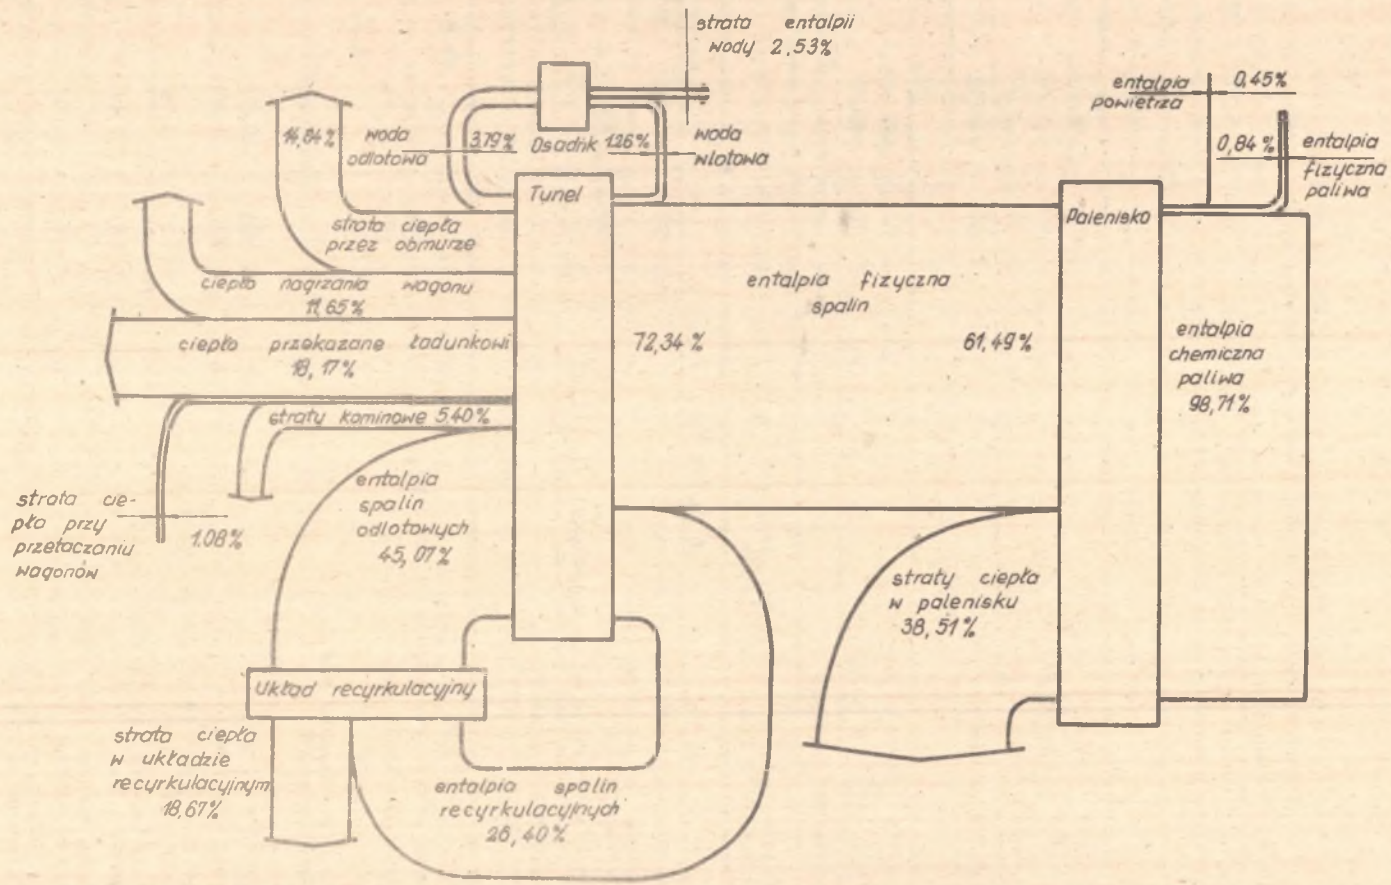 strata entalpii
wody 2,53%
entalpia
powietrza
0,45%
14,84%
woda
odlotowa
3,79%
Osadnik
1,26%
woda
wlotowa
0,84%
entalpia
fizyczna
paliwa
Tunel
Palenisko
strata ciepła
przez obmurze
ciepło nagrzania wagonu
11,65%
entalpia fizyczna
spalin
ciepło przekazane ładunkowi
18,17%
72,34%
61,49%
entalpia
chemiczna
paliwa
98,71%
straty kominowe 5,40%
entalpia
spalin
odlotowych
45,07%
strata cie-
pła przy
przetaczaniu
wagonów
1.08%
straty ciepła
w palenisku
38,51%
Układ recyrkulacyjny
strata ciepła
w układzie
recyrkulacyjnym
18,67%
entalpia spalin
recyrkulacyjnych
26,40%